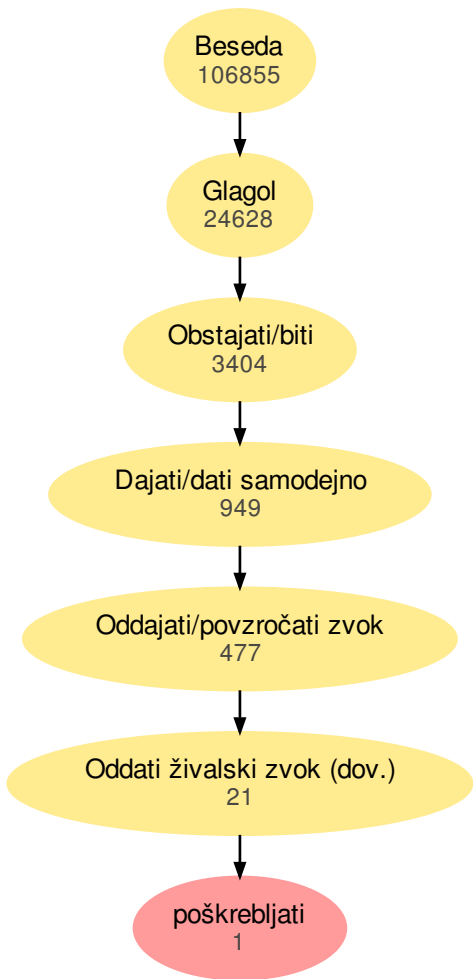 Beseda
106855
Glagol
24628
Obstajati/biti
3404
Dajati/dati samodejno
949
Oddajati/povzročati zvok
477
Oddati živalski zvok (dov.)
21
poškrebljati
1